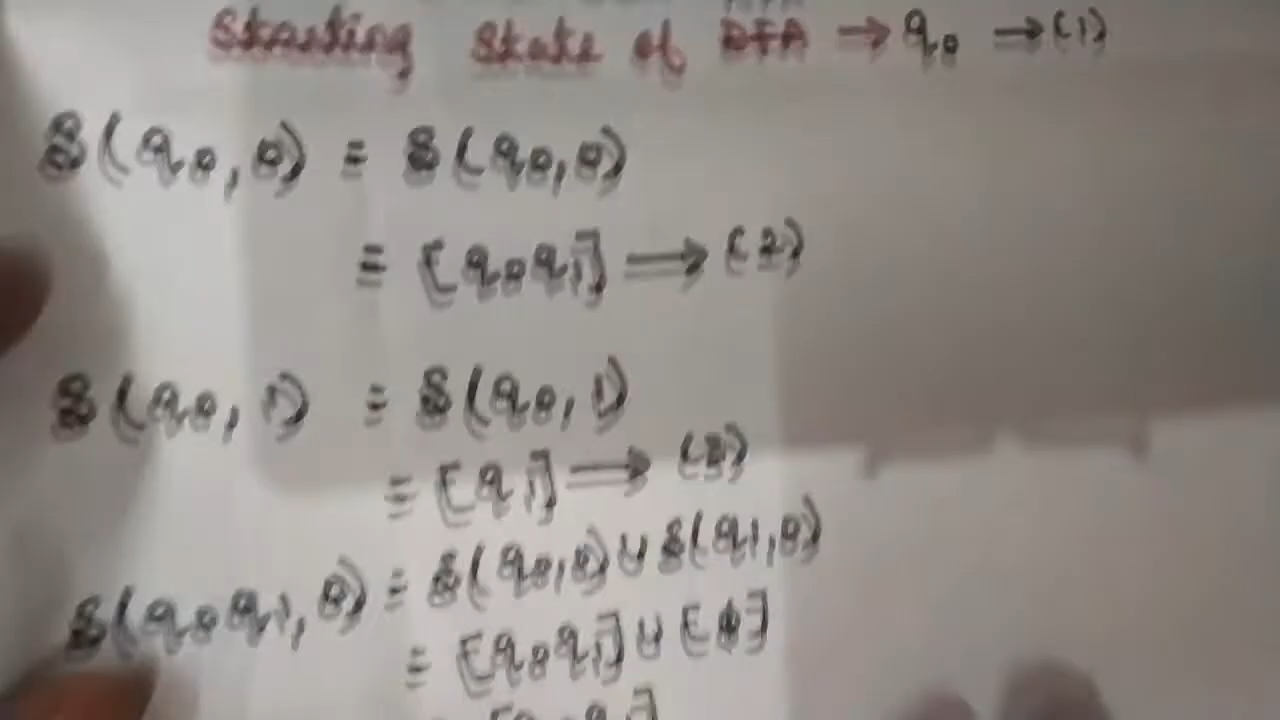 Starting State of DFA → q0 → (1)
δ(q0,0) = δ(q0,0)
= [q0q1] ⟹ (2)
δ(q0,1) = δ(q0,1)
= [q1] ⟹ (3)
δ(q0q1,0) = δ(q0,0) ∪ δ(q1,0)
= [q0q1] ∪ [ϕ]